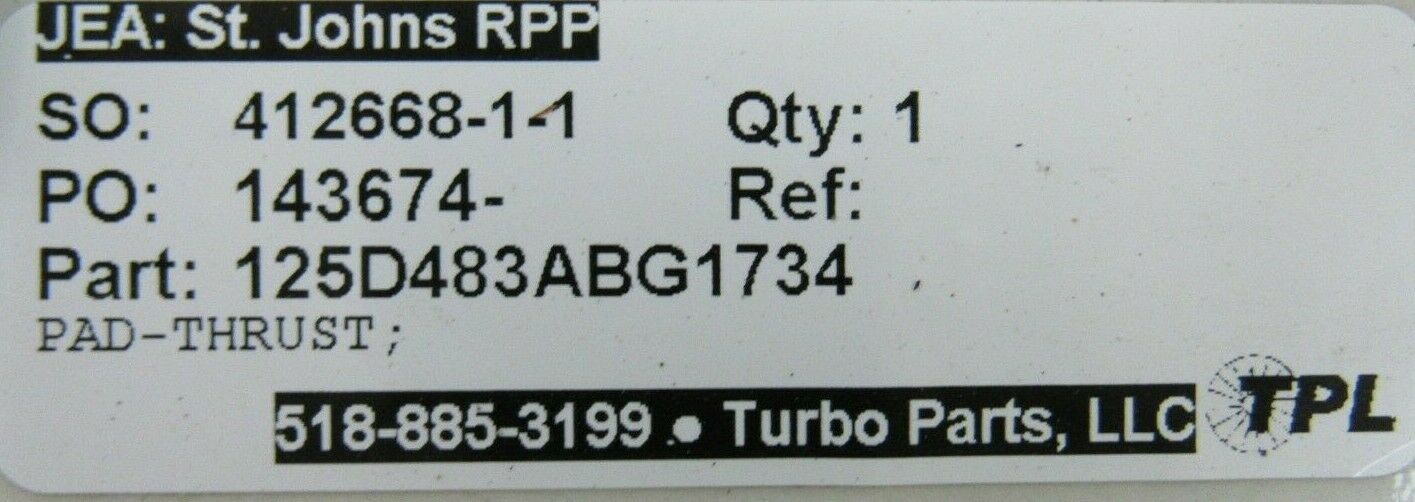 JEA: St. Johns RPP
SO: 412668-1-1 Qty: 1
PO: 143674- Ref:
Part: 125D483ABG1734
PAD-THRUST;
518-885-3199 • Turbo Parts, LLC TPL